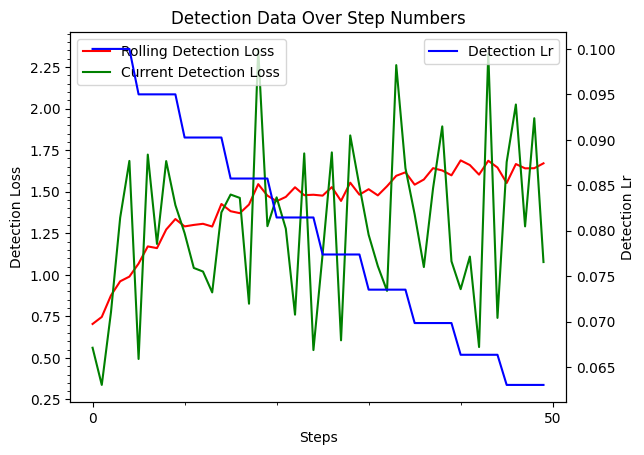 Detection Data Over Step Numbers
Rolling Detection Loss
Current Detection Loss
Detection Lr
2.25
2.00
1.75
1.50
1.25
1.00
0.75
0.50
0.25
Detection Loss
0.100
0.095
0.090
0.085
0.080
0.075
0.070
0.065
Detection Lr
0
50
Steps